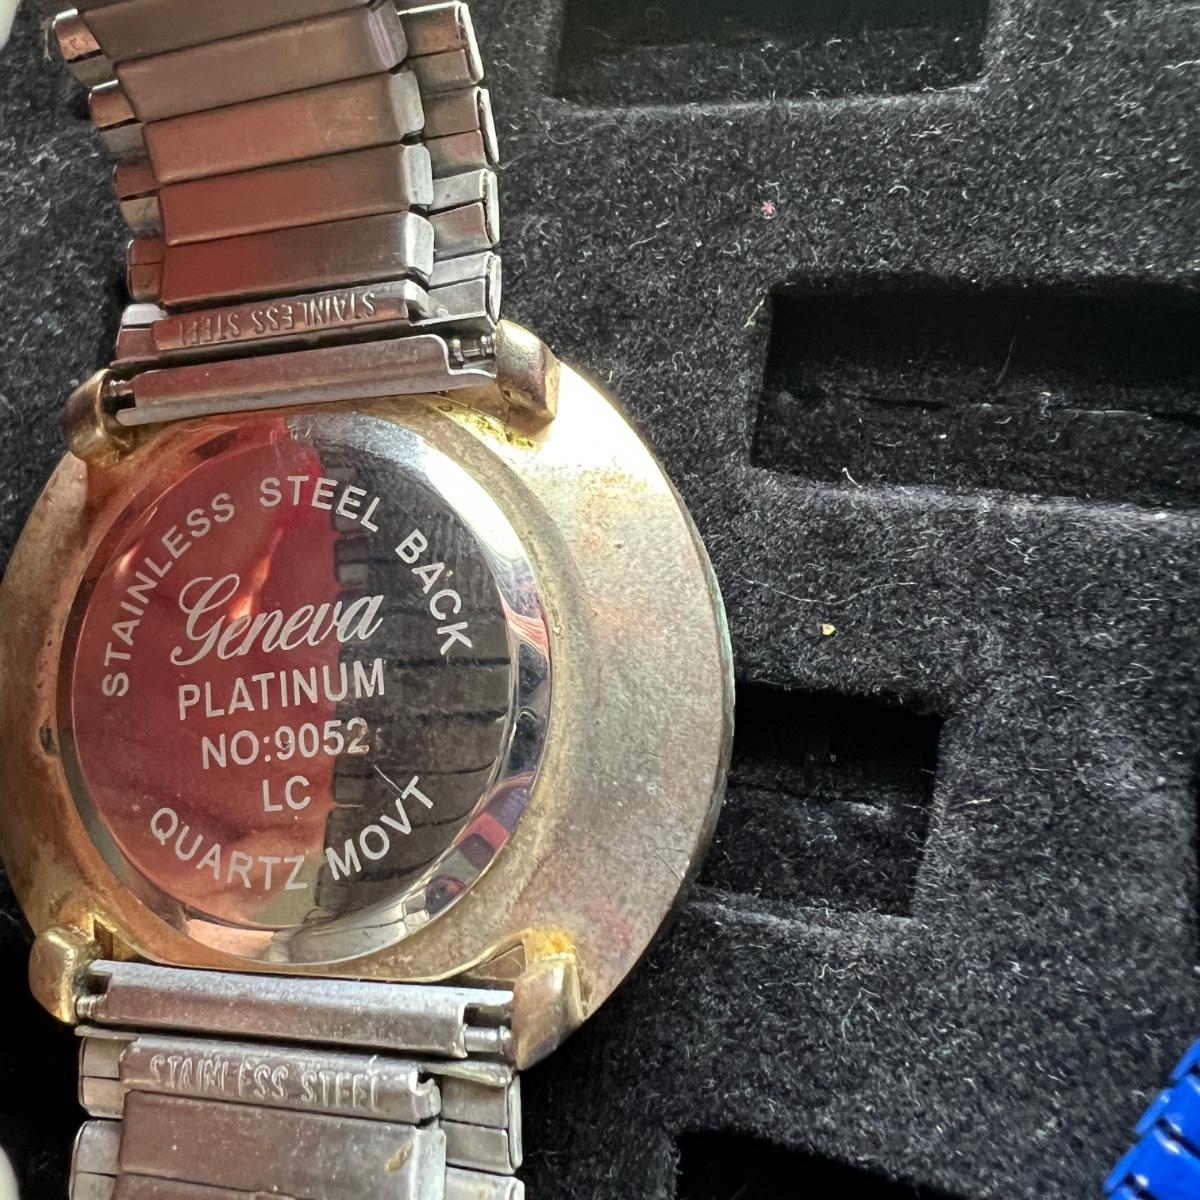 STAINLESS STEEL
STAINLESS STEEL BACK
Geneva
PLATINUM
NO:9052
LC
QUARTZ MOVT
STAINLESS STEEL